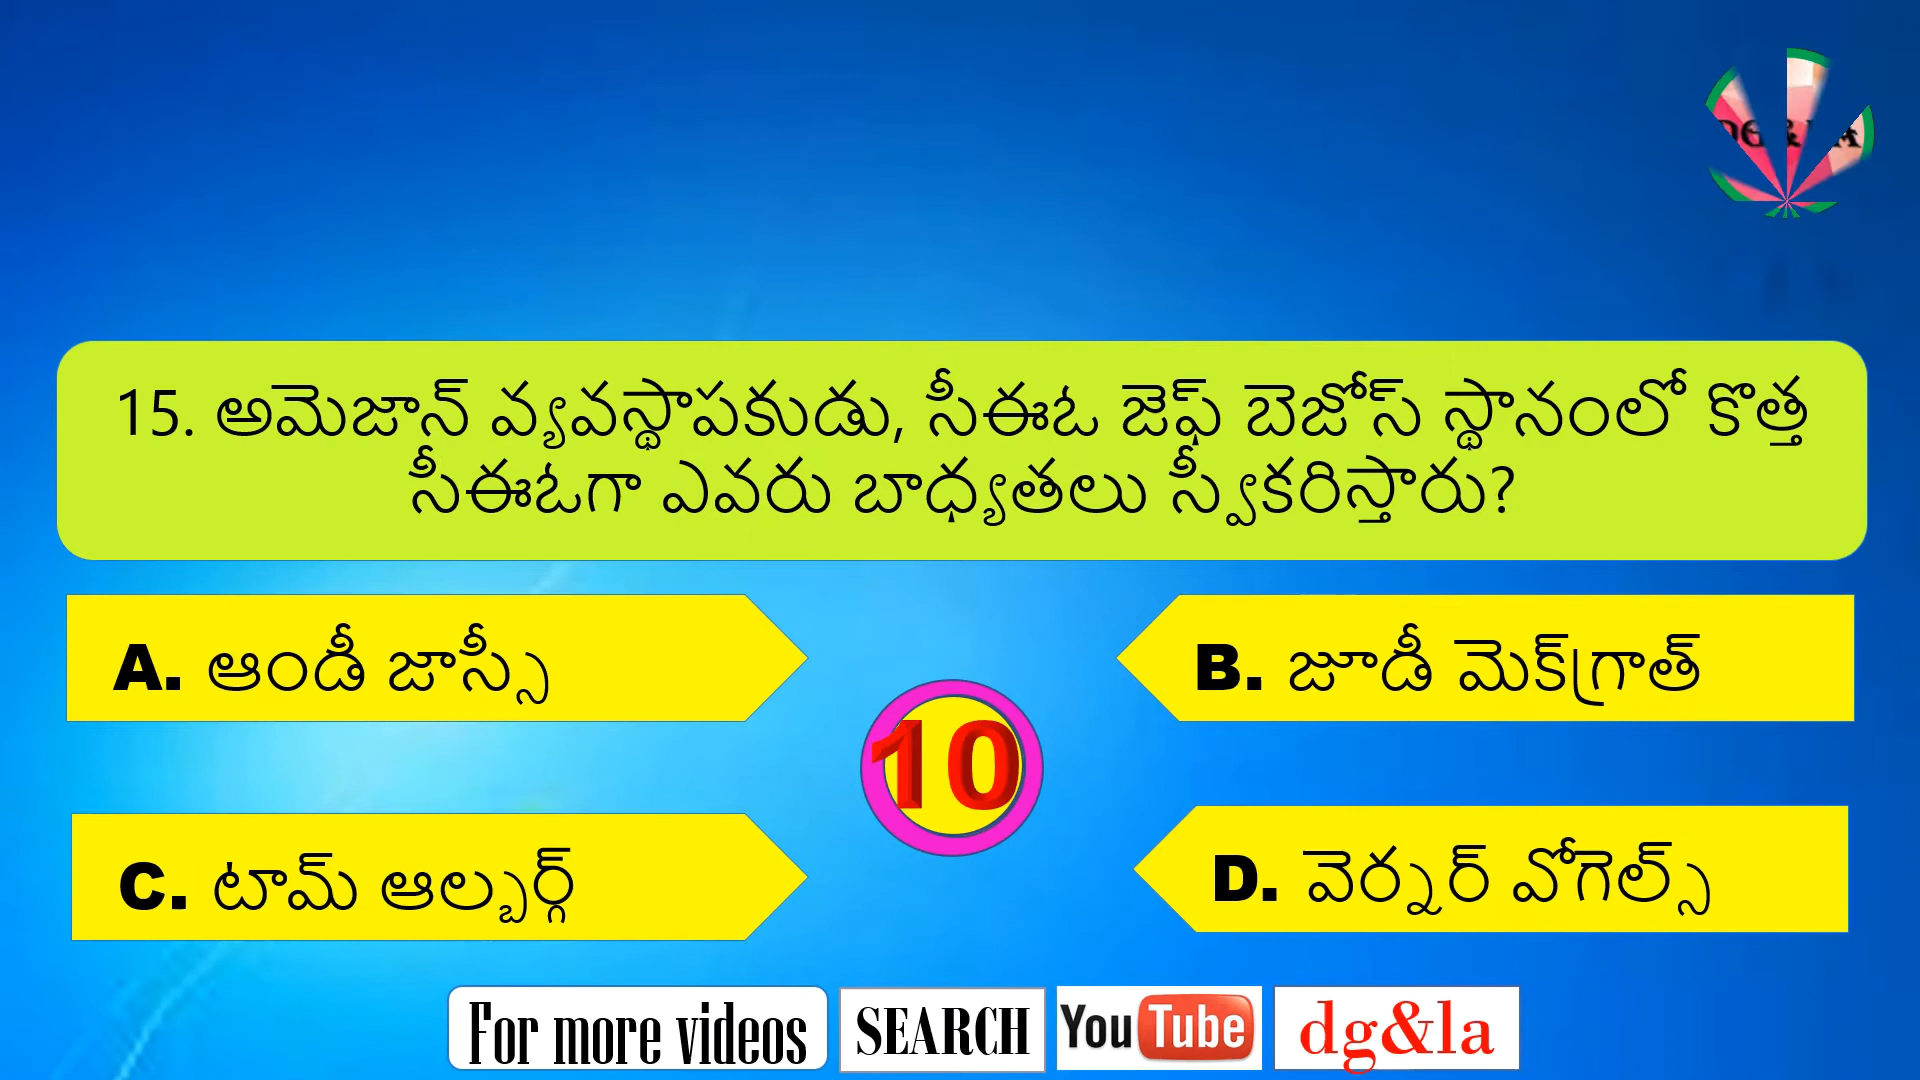 15. అమెజాన్ వ్యవస్థాపకుడు, సీఈఓ జెఫ్ బెజోస్ స్థానంలో కొత్త
సీఈఓగా ఎవరు బాధ్యతలు స్వీకరిస్తారు?
A. ఆండీ జాస్సీ
B. జూడీ మెక్‌గ్రాత్
10
C. టామ్ ఆల్బర్గ్
D. వెర్నర్ వోగెల్స్
For more videos
SEARCH
YouTube
dg&la